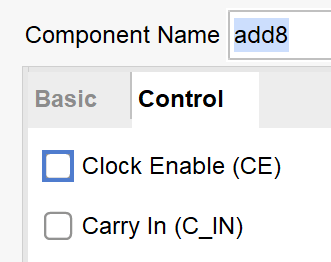 Component Name add8
Basic Control
Clock Enable (CE)
Carry In (C_IN)